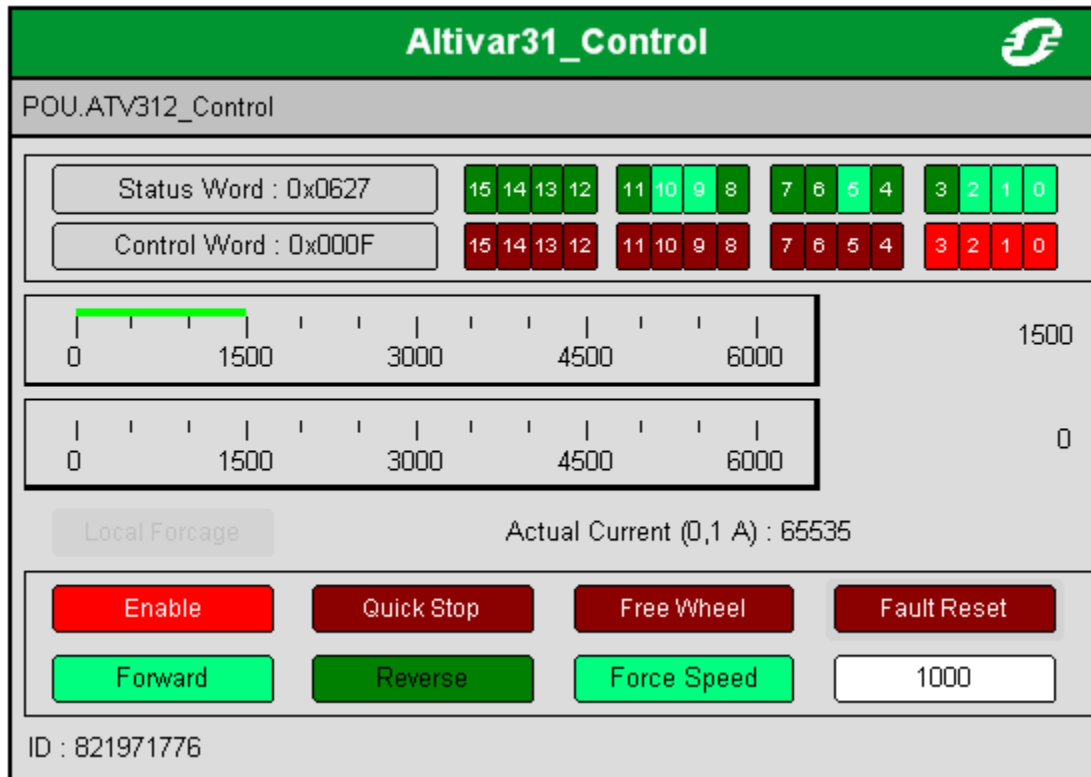 Altivar31_Control
POU.ATV312_Control
Status Word : 0x0627 15 14 13 12 11 10 9 8 7 6 5 4 3 2 1 0
Control Word : 0x000F 15 14 13 12 11 10 9 8 7 6 5 4 3 2 1 0
0 1500 3000 4500 6000 1500
0 1500 3000 4500 6000 0
Local Forcage Actual Current (0,1 A) : 65535
Enable Quick Stop Free Wheel Fault Reset
Forward Reverse Force Speed 1000
ID : 821971776